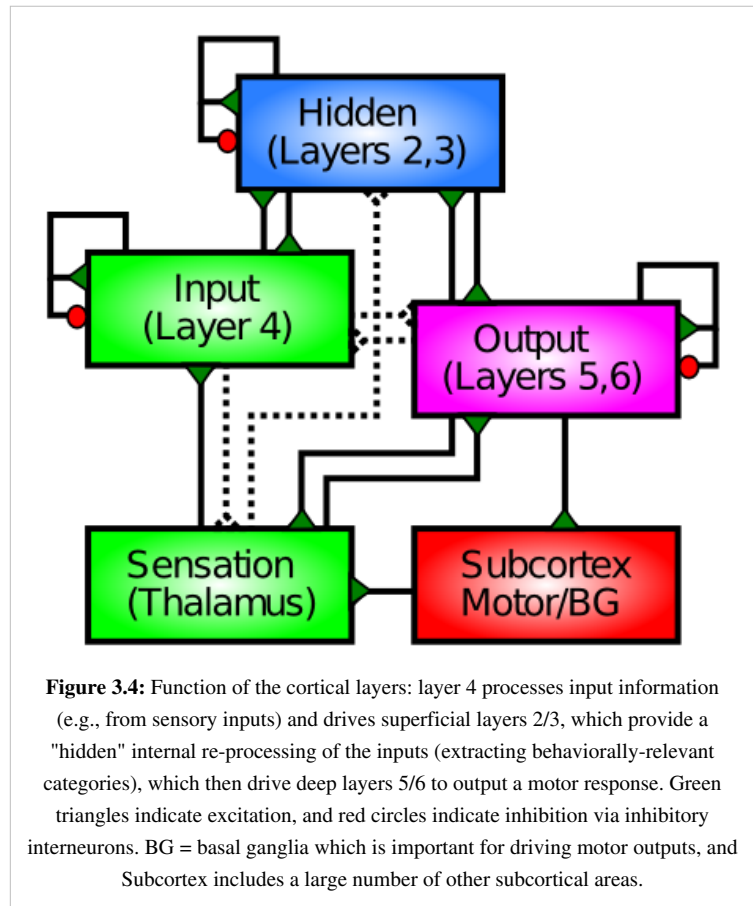 Hidden
(Layers 2,3)
Input
(Layer 4)
Output
(Layers 5,6)
Sensation
(Thalamus)
Subcortex
Motor/BG
Figure 3.4: Function of the cortical layers: layer 4 processes input information
(e.g., from sensory inputs) and drives superficial layers 2/3, which provide a
"hidden" internal re-processing of the inputs (extracting behaviorally-relevant
categories), which then drive deep layers 5/6 to output a motor response. Green
triangles indicate excitation, and red circles indicate inhibition via inhibitory
interneurons. BG = basal ganglia which is important for driving motor outputs, and
Subcortex includes a large number of other subcortical areas.